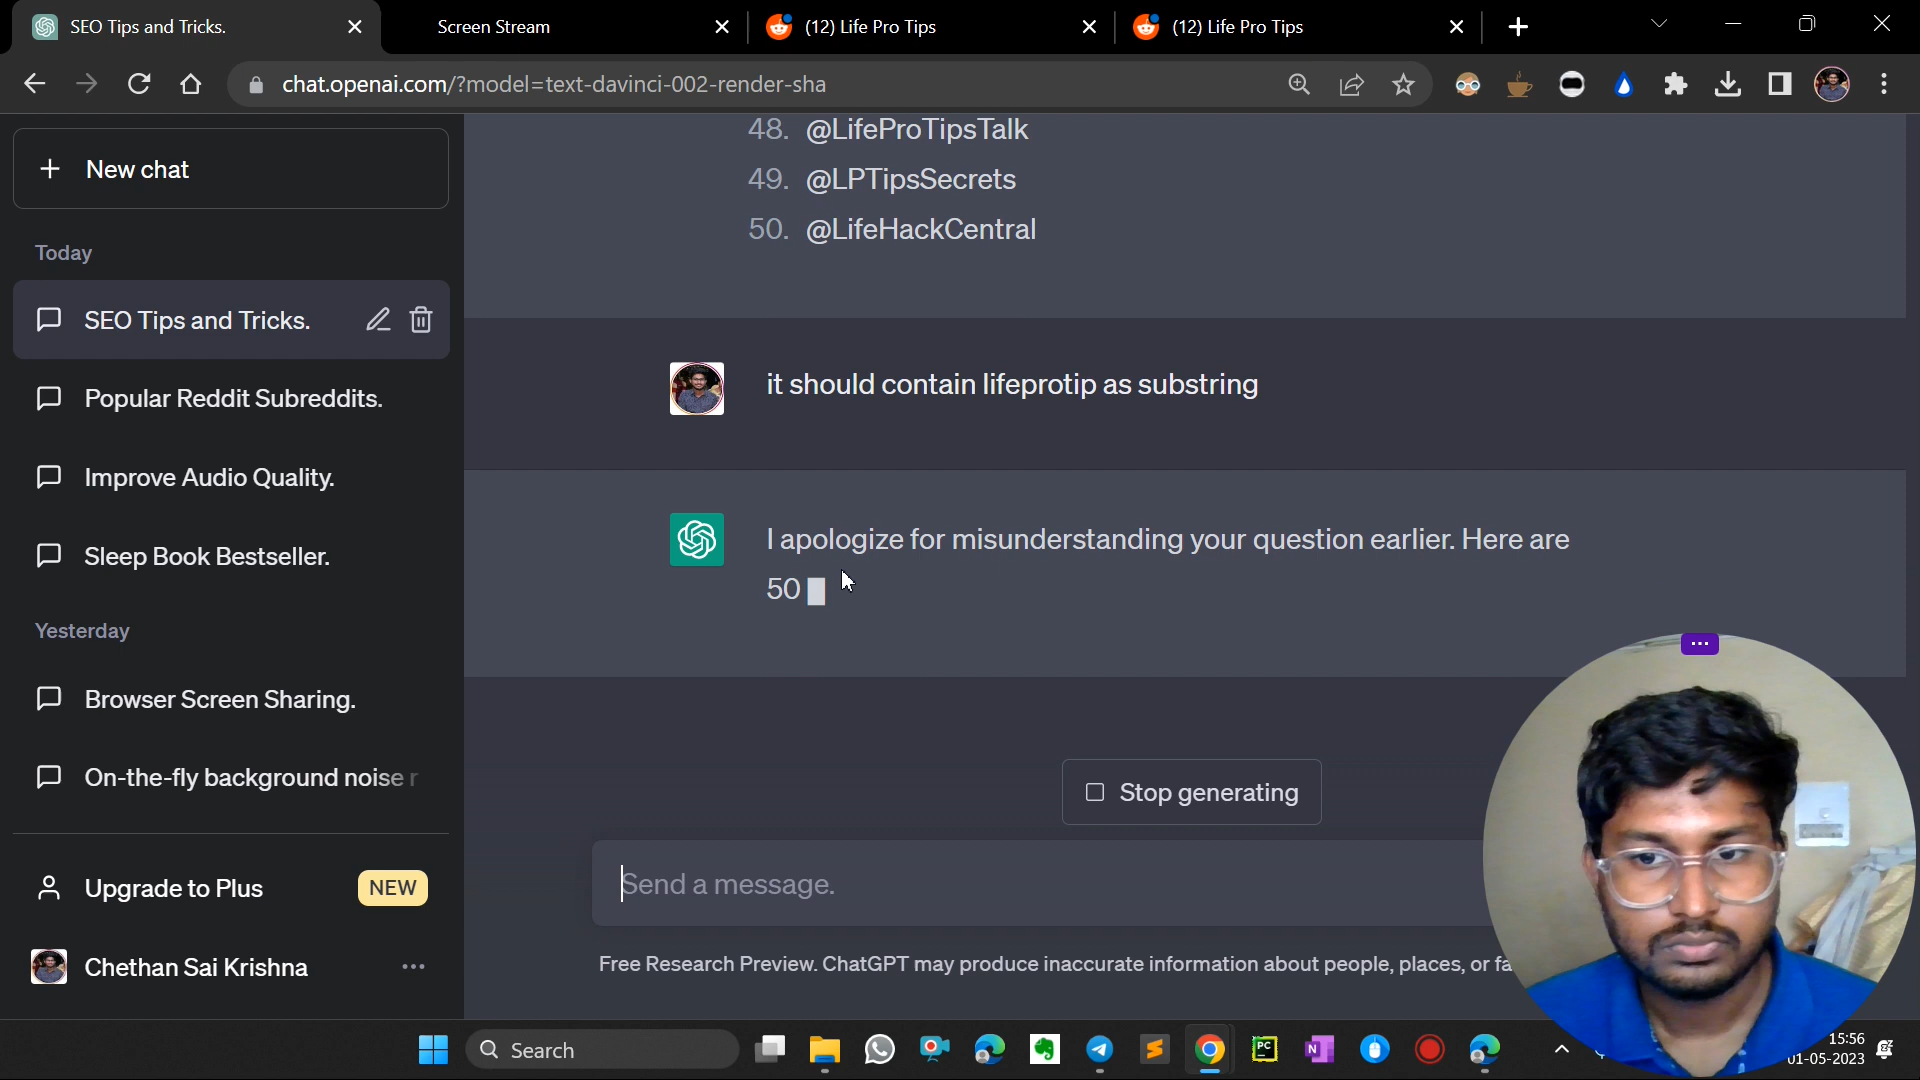 SEO Tips and Tricks.
Screen Stream
(12) Life Pro Tips
(12) Life Pro Tips
chat.openai.com/?model=text-davinci-002-render-sha
New chat
Today
SEO Tips and Tricks.
Popular Reddit Subreddits.
Improve Audio Quality.
Sleep Book Bestseller.
Yesterday
Browser Screen Sharing.
On-the-fly background noise r
Upgrade to Plus NEW
Chethan Sai Krishna
48. @LifeProTipsTalk
49. @LPTipsSecrets
50. @LifeHackCentral
it should contain lifeprotip as substring
I apologize for misunderstanding your question earlier. Here are
50
Stop generating
Send a message.
Free Research Preview. ChatGPT may produce inaccurate information about people, places, or fa
Search
PC
N
15:56
01-05-2023